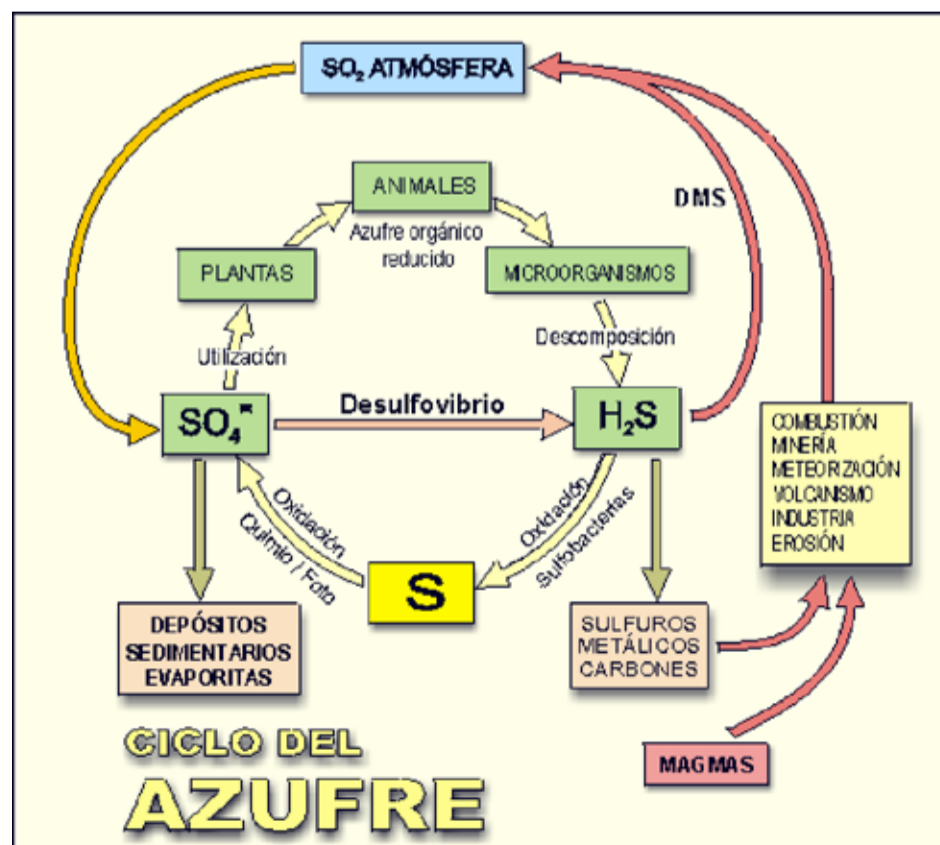 SO₂ ATMÓSFERA
ANIMALES
DMS
Azufre orgánico
reducido
PLANTAS
MICROORGANISMOS
Descomposición
Utilización
Desulfovibrio
SO₄⁼
H₂S
COMBUSTIÓN
MINERÍA
METEORIZACIÓN
VOLCANISMO
INDUSTRIA
EROSIÓN
Oxidación
Quimio / Foto
Oxidación
Sulfobacterias
S
DEPÓSITOS
SEDIMENTARIOS
EVAPORITAS
SULFUROS
METÁLICOS
CARBONES
CICLO DEL
AZUFRE
MAGMAS